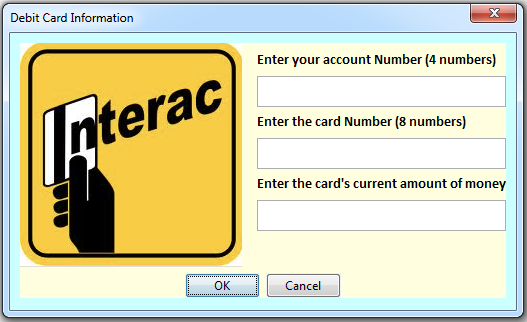 Debit Card Information
Interac
Enter your account Number (4 numbers)
Enter the card Number (8 numbers)
Enter the card's current amount of money
OK
Cancel